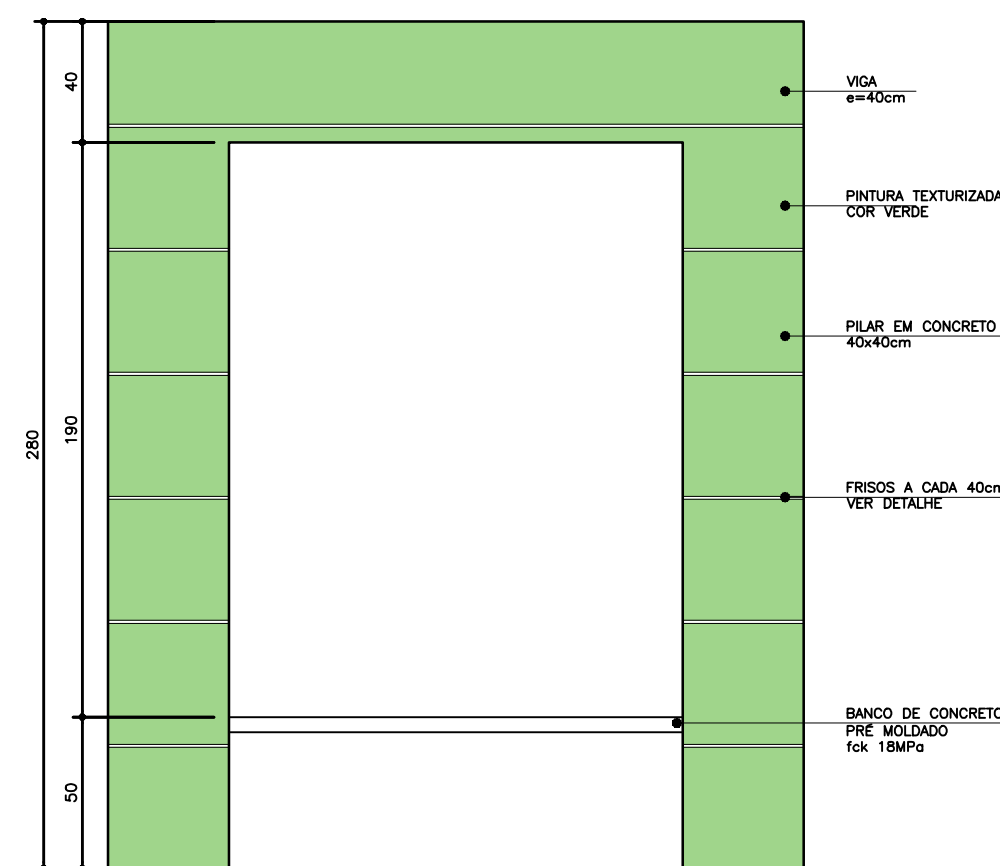 40
VIGA
e=40cm
PINTURA TEXTURIZADA
COR VERDE
PILAR EM CONCRETO
40x40cm
280
190
FRISOS A CADA 40cm
VER DETALHE
BANCO DE CONCRETO
PRÉ MOLDADO
fck 18MPa
50